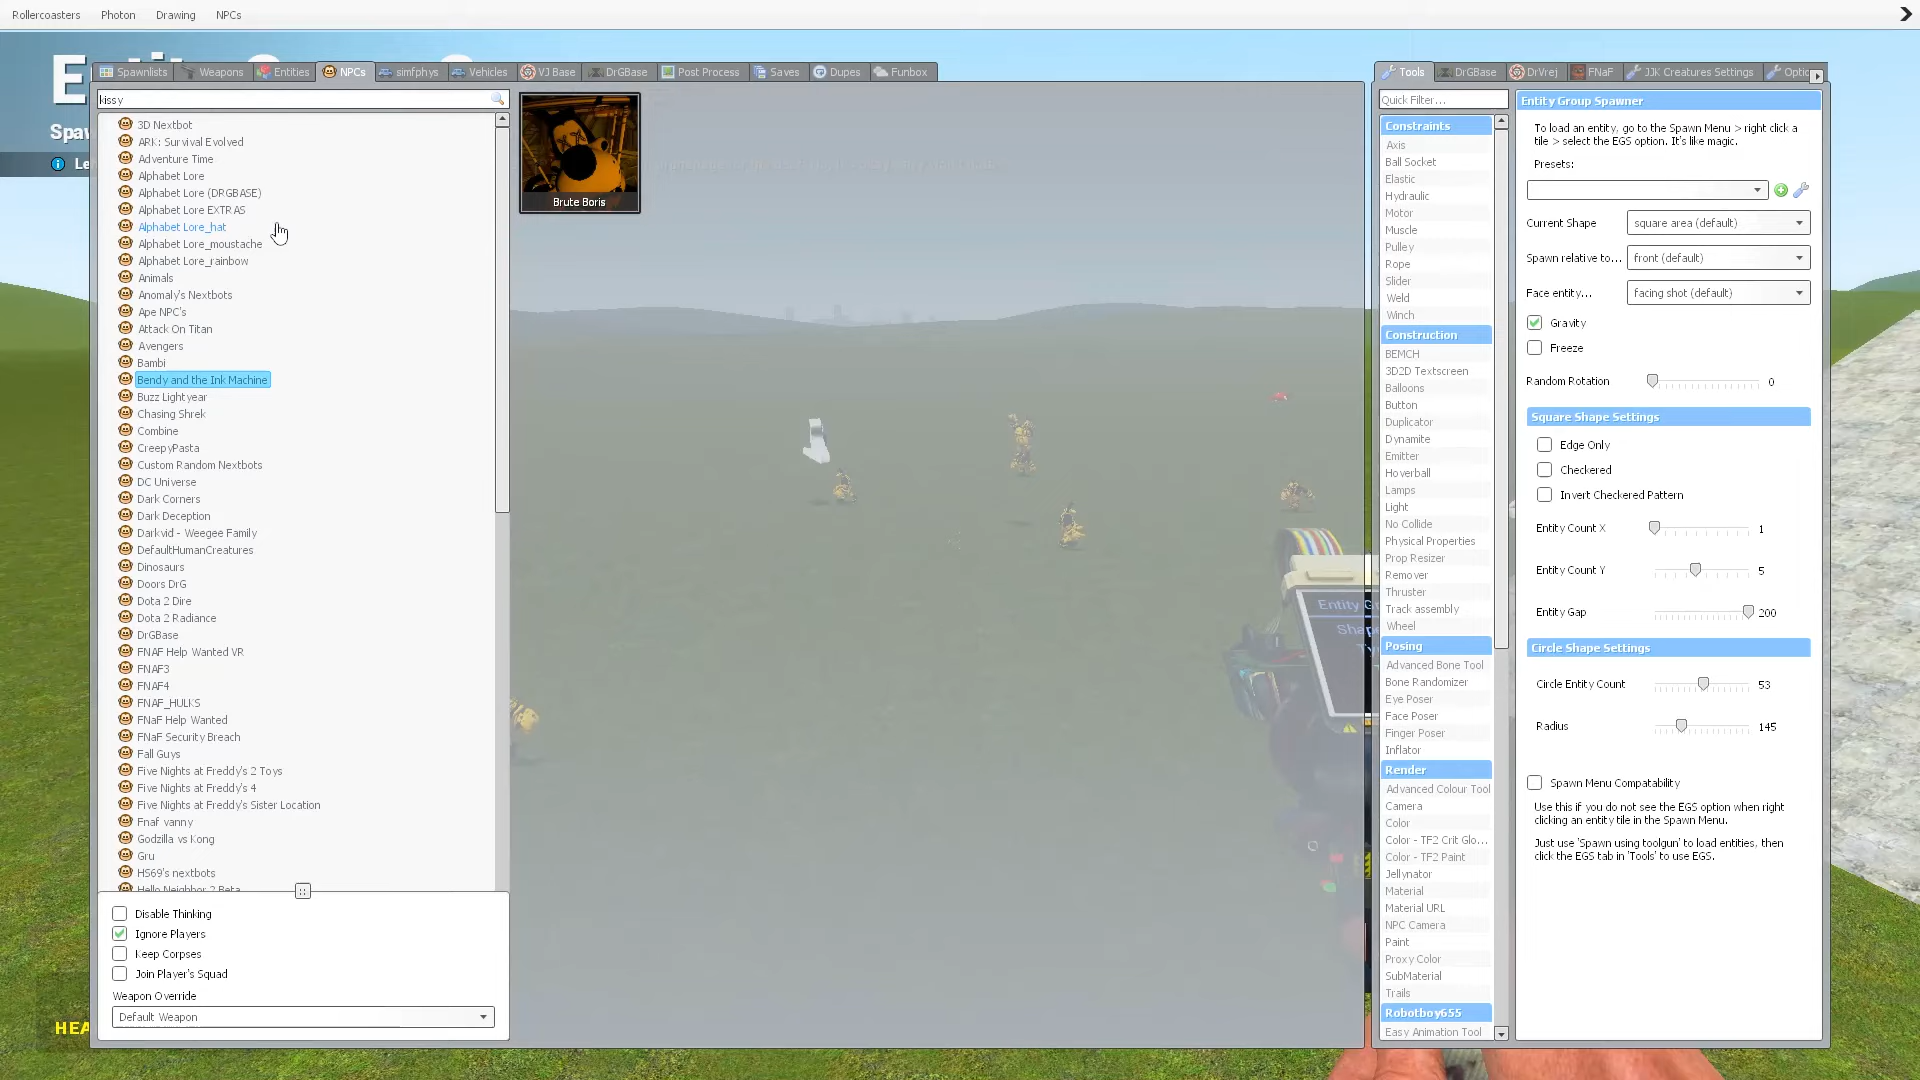 Rollercoasters Photon Drawing NPCs
Spawnlists Weapons Entities NPCs simfphys Vehicles VJ Base DrGBase Post Process Saves Dupes Funbox
kissy
3D Nextbot
ARK: Survival Evolved
Adventure Time
Alphabet Lore
Alphabet Lore (DRGBASE)
Alphabet Lore EXTRAS
Alphabet Lore_hat
Alphabet Lore_moustache
Alphabet Lore_rainbow
Animals
Anomaly's Nextbots
Ape NPC's
Attack On Titan
Avengers
Bambi
Bendy and the Ink Machine
Buzz Lightyear
Chasing Shrek
Combine
CreepyPasta
Custom Random Nextbots
DC Universe
Dark Corners
Dark Deception
Darkvid - Weegee Family
DefaultHumanCreatures
Dinosaurs
Doors DrG
Dota 2 Dire
Dota 2 Radiance
DrGBase
FNAF Help Wanted VR
FNAF3
FNAF4
FNAF_HULKS
FNaF Help Wanted
FNaF Security Breach
Fall Guys
Five Nights at Freddy's 2 Toys
Five Nights at Freddy's 4
Five Nights at Freddy's Sister Location
Fnaf vanny
Godzilla vs Kong
Gru
HS69's nextbots
Hello Neighbor 2 Beta
Disable Thinking
Ignore Players
Keep Corpses
Join Player's Squad
Weapon Override
Default Weapon
Brute Boris
Tools DrGBase DrVrej FNaF JJK Creatures Settings Optio
Quick Filter...
Constraints
Axis
Ball Socket
Elastic
Hydraulic
Motor
Muscle
Pulley
Rope
Slider
Weld
Winch
Construction
BEMCH
3D2D Textscreen
Balloons
Button
Duplicator
Dynamite
Emitter
Hoverball
Lamps
Light
No Collide
Physical Properties
Prop Resizer
Remover
Thruster
Track assembly
Wheel
Posing
Advanced Bone Tool
Bone Randomizer
Eye Poser
Face Poser
Finger Poser
Inflator
Render
Advanced Colour Tool
Camera
Color
Color - TF2 Crit Glo...
Color - TF2 Paint
Jellynator
Material
Material URL
NPC Camera
Paint
Proxy Color
SubMaterial
Trails
Robotboy655
Easy Animation Tool
Entity Group Spawner
To load an entity, go to the Spawn Menu > right click a
tile > select the EGS option. It's like magic.
Presets:
Current Shape square area (default)
Spawn relative to... front (default)
Face entity... facing shot (default)
Gravity
Freeze
Random Rotation 0
Square Shape Settings
Edge Only
Checkered
Invert Checkered Pattern
Entity Count X 1
Entity Count Y 5
Entity Gap 200
Circle Shape Settings
Circle Entity Count 53
Radius 145
Spawn Menu Compatability
Use this if you do not see the EGS option when right
clicking an entity tile in the Spawn Menu.
Just use 'Spawn using toolgun' to load entities, then
click the EGS tab in 'Tools' to use EGS.
E
Spaw
Le
HEA
Entity G
Shap
Ty